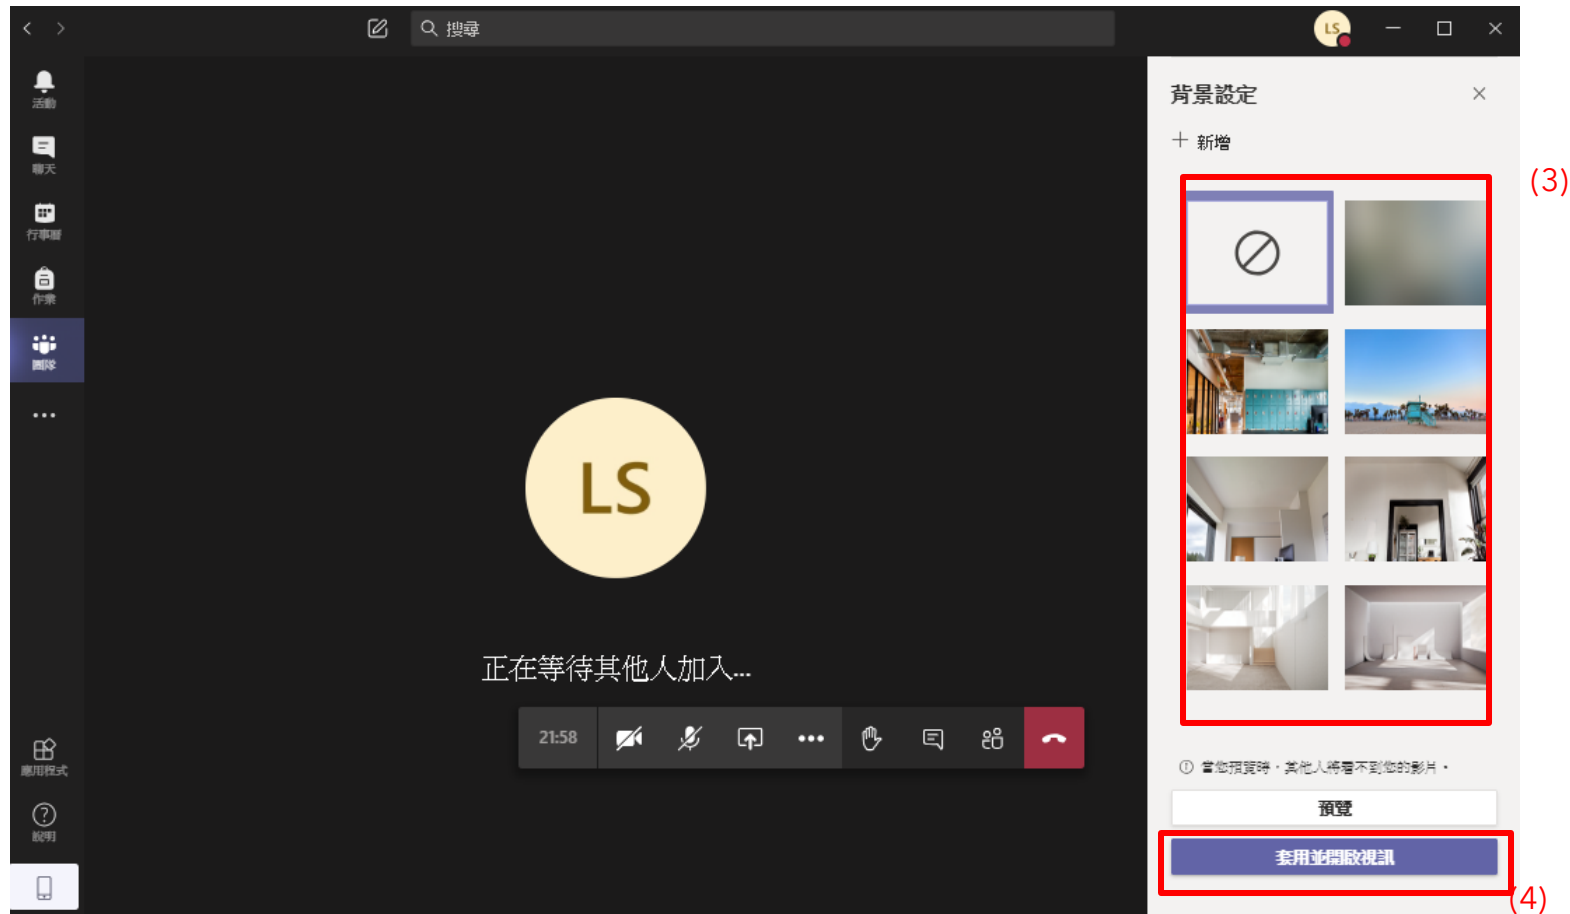 搜尋
LS
活動
聊天
行事曆
作業
團隊
應用程式
說明
LS
正在等待其他人加入...
21:58
背景設定
新增
(3)
當您預覽時，其他人將看不到您的影片。
預覽
套用並開啟視訊
(4)